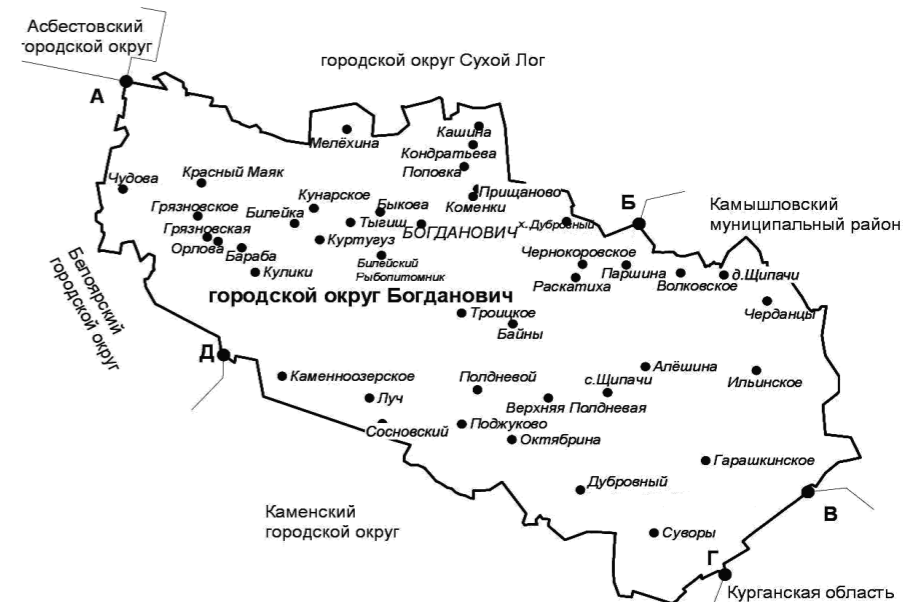 Асбестовский
городской округ
городской округ Сухой Лог
А
Мелёхина
Кашина
Кондратьева
Поповка
Чудова
Красный Маяк
Прищаново
Коменки
Кунарское
Быкова
Грязновское
Билейка
Тыгиш
БОГДАНОВИЧ
х.Дубровный
Б
Камышловский
муниципальный район
Грязновская
Орлова
Бараба
Куртугуз
Чернокоровское
Кулики
Билейский
Рыбопитомник
Раскатиха
Паршина
Волковское
д.Щипачи
Белоярский
городской округ
городской округ Богданович
Черданцы
Троицкое
Байны
Д
Каменноозерское
Полдневой
с.Щипачи
Алёшина
Ильинское
Луч
Верхняя Полдневая
Сосновский
Поджуково
Октябрина
Гарашкинское
Дубровный
В
Каменский
городской округ
Суворы
Г
Курганская область